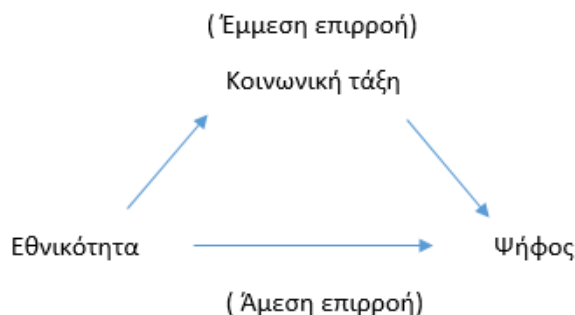 ( Έμμεση επιρροή)
Κοινωνική τάξη
Εθνικότητα
Ψήφος
( Άμεση επιρροή)